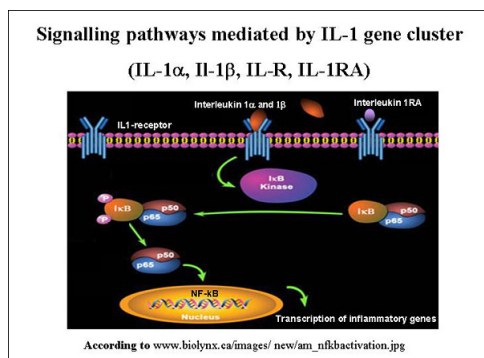 Signalling pathways mediated by IL-1 gene cluster
(IL-1α, Il-1β, IL-R, IL-1RA)
Interleukin 1α and 1β
Interleukin 1RA
IL1-receptor
IκB
Kinase
P
P
IκB
p50
p65
IκB
p50
p65
p50
p65
NF-kB
Nucleus
Transcription of inflammatory genes
According to www.biolynx.ca/images/ new/am_nfkbactivation.jpg